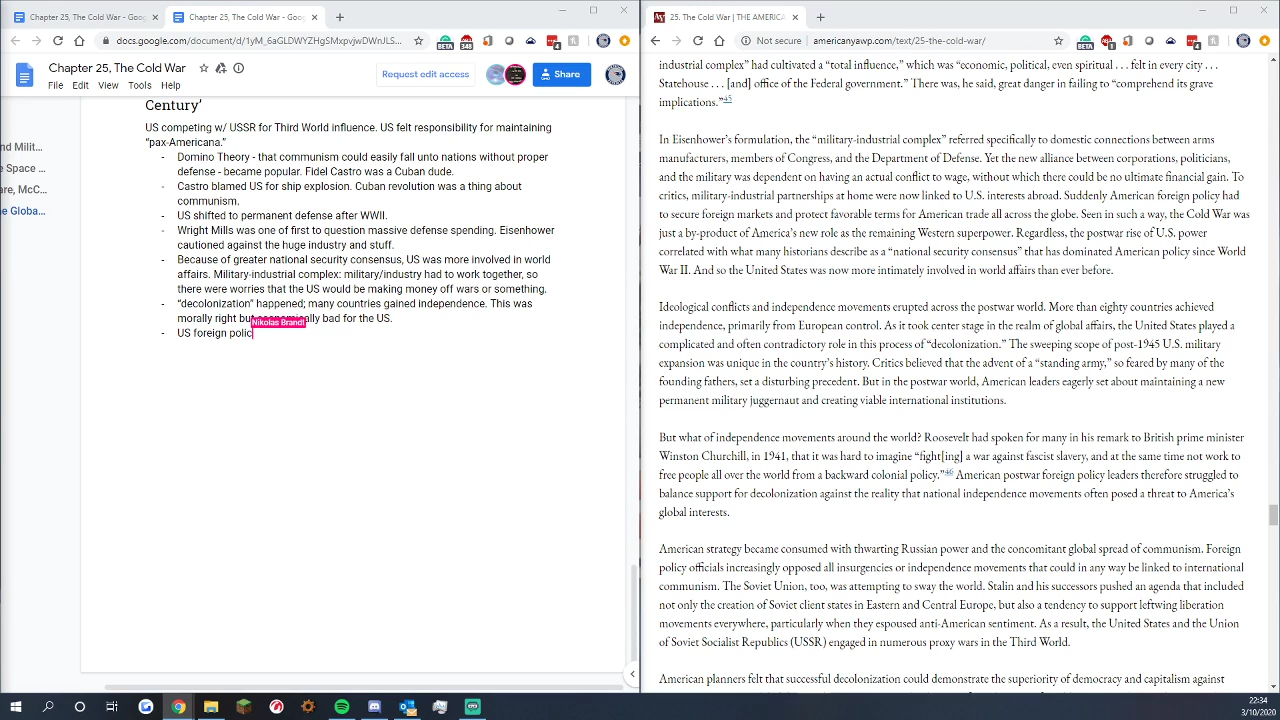 Chapter 25, The Cold War - Goo
Chapter 25, The Cold War - Goog
docs.google.com/document/d/1yM_6aGLDWYZHgSMxpvjwDWnJLS...
Chapter 25, The Cold War
File Edit View Tools Help
Request edit access
Share
nd Milit...
e Space ...
are, McC...
e Globa...
Century’
US competing w/ USSR for Third World influence. US felt responsibility for maintaining
“pax-Americana.”
- Domino Theory - that communism could easily fall unto nations without proper
defense - became popular. Fidel Castro was a Cuban dude.
- Castro blamed US for ship explosion. Cuban revolution was a thing about
communism.
- US shifted to permanent defense after WWII.
- Wright Mills was one of first to question massive defense spending. Eisenhower
cautioned against the huge industry and stuff.
- Because of greater national security consensus, US was more involved in world
affairs. Military-industrial complex: military/industry had to work together, so
there were worries that the US would be making money off wars or something.
- “decolonization” happened; many countries gained independence. This was
morally right but economically bad for the US.
Nikolas Brandt
- US foreign polic
25. The Cold War | THE AMERICA
Not secure americanyawp.com/text/25-the-cold-war/
industrial complex” had cultivated a “total influence,” which was “economic, political, even spiritual . . . felt in every city . . .
Statehouse . . . [and] office of the Federal government.” There was, he said, great danger in failing to “comprehend its grave
implications.”45
In Eisenhower’s formulation, the “military-industrial complex” referred specifically to domestic connections between arms
manufacturers, members of Congress, and the Department of Defense. Yet the new alliance between corporations, politicians,
and the military was dependent on having an actual conflict to wage, without which there could be no ultimate financial gain. To
critics, military-industrial partnerships at home were now linked to U.S. interests abroad. Suddenly American foreign policy had
to secure foreign markets and protect favorable terms for American trade all across the globe. Seen in such a way, the Cold War was
just a by-product of America’s new role as the remaining Western superpower. Regardless, the postwar rise of U.S. power
correlated with what many historians describe as a “national security consensus” that has dominated American policy since World
War II. And so the United States was now more intimately involved in world affairs than ever before.
Ideological conflicts and independence movements erupted across the postwar world. More than eighty countries achieved
independence, primarily from European control. As it took center stage in the realm of global affairs, the United States played a
complicated and often contradictory role in this process of “decolonization.” The sweeping scope of post-1945 U.S. military
expansion was unique in the country’s history. Critics believed that the advent of a “standing army,” so feared by many of the
founding fathers, set a disturbing precedent. But in the postwar world, American leaders eagerly set about maintaining a new
permanent military juggernaut and creating viable international institutions.
But what of independence movements around the world? Roosevelt had spoken for many in his remark to British prime minister
Winston Churchill, in 1941, that it was hard to imagine “fight[ing] a war against fascist slavery, and at the same time not work to
free people all over the world from a backward colonial policy.”46 American postwar foreign policy leaders therefore struggled to
balance support for decolonization against the reality that national independence movements often posed a threat to America’s
global interests.
American strategy became consumed with thwarting Russian power and the concomitant global spread of communism. Foreign
policy officials increasingly opposed all insurgencies or independence movements that could in any way be linked to international
communism. The Soviet Union, too, was attempting to sway the world. Stalin and his successors pushed an agenda that included
not only the creation of Soviet client states in Eastern and Central Europe, but also a tendency to support leftwing liberation
movements everywhere, particularly when they espoused anti-American sentiment. As a result, the United States and the Union
of Soviet Socialist Republics (USSR) engaged in numerous proxy wars in the Third World.
American planners felt that successful decolonization could demonstrate the superiority of democracy and capitalism against
22:34
3/10/2020